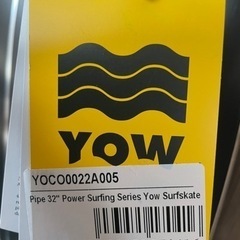 YOW
YOCO0022A005
Pipe 32" Power Surfing Series Yow Surfskate